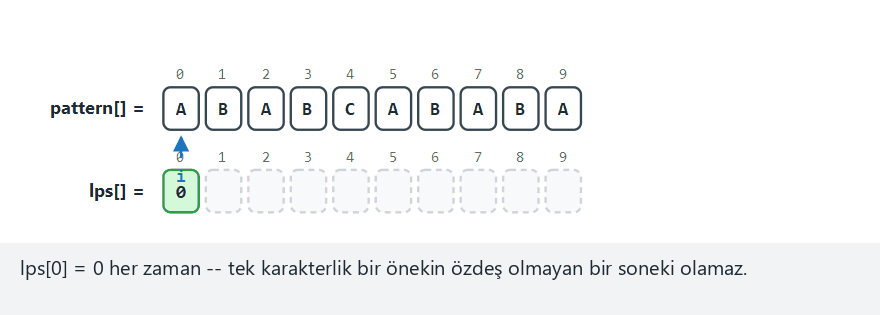 0 1 2 3 4 5 6 7 8 9
pattern[] = A B A B C A B A B A
0 1 2 3 4 5 6 7 8 9
i
lps[] = 0
lps[0] = 0 her zaman -- tek karakterlik bir önekin özdeş olmayan bir soneki olamaz.